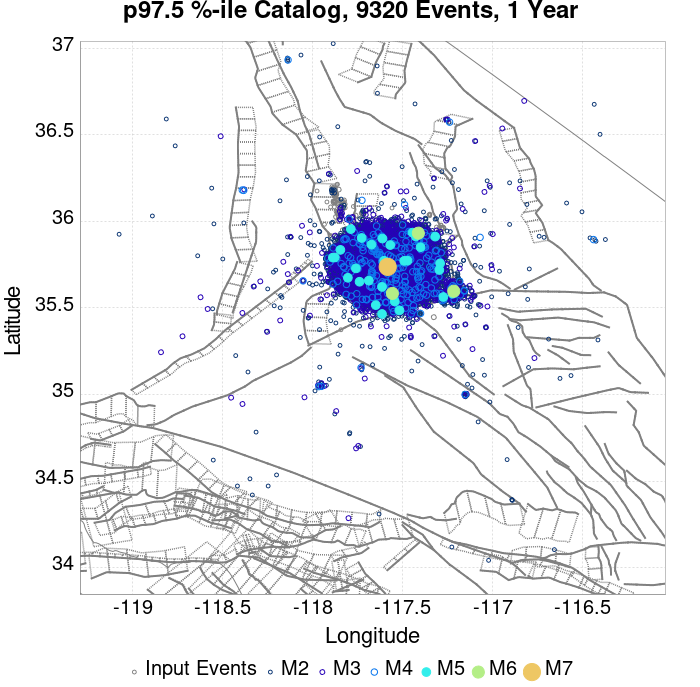 p97.5 %-ile Catalog, 9320 Events, 1 Year
37
36.5
36
35.5
35
34.5
34
Latitude
-119 -118.5 -118 -117.5 -117 -116.5
Longitude
Input Events M2 M3 M4 M5 M6 M7